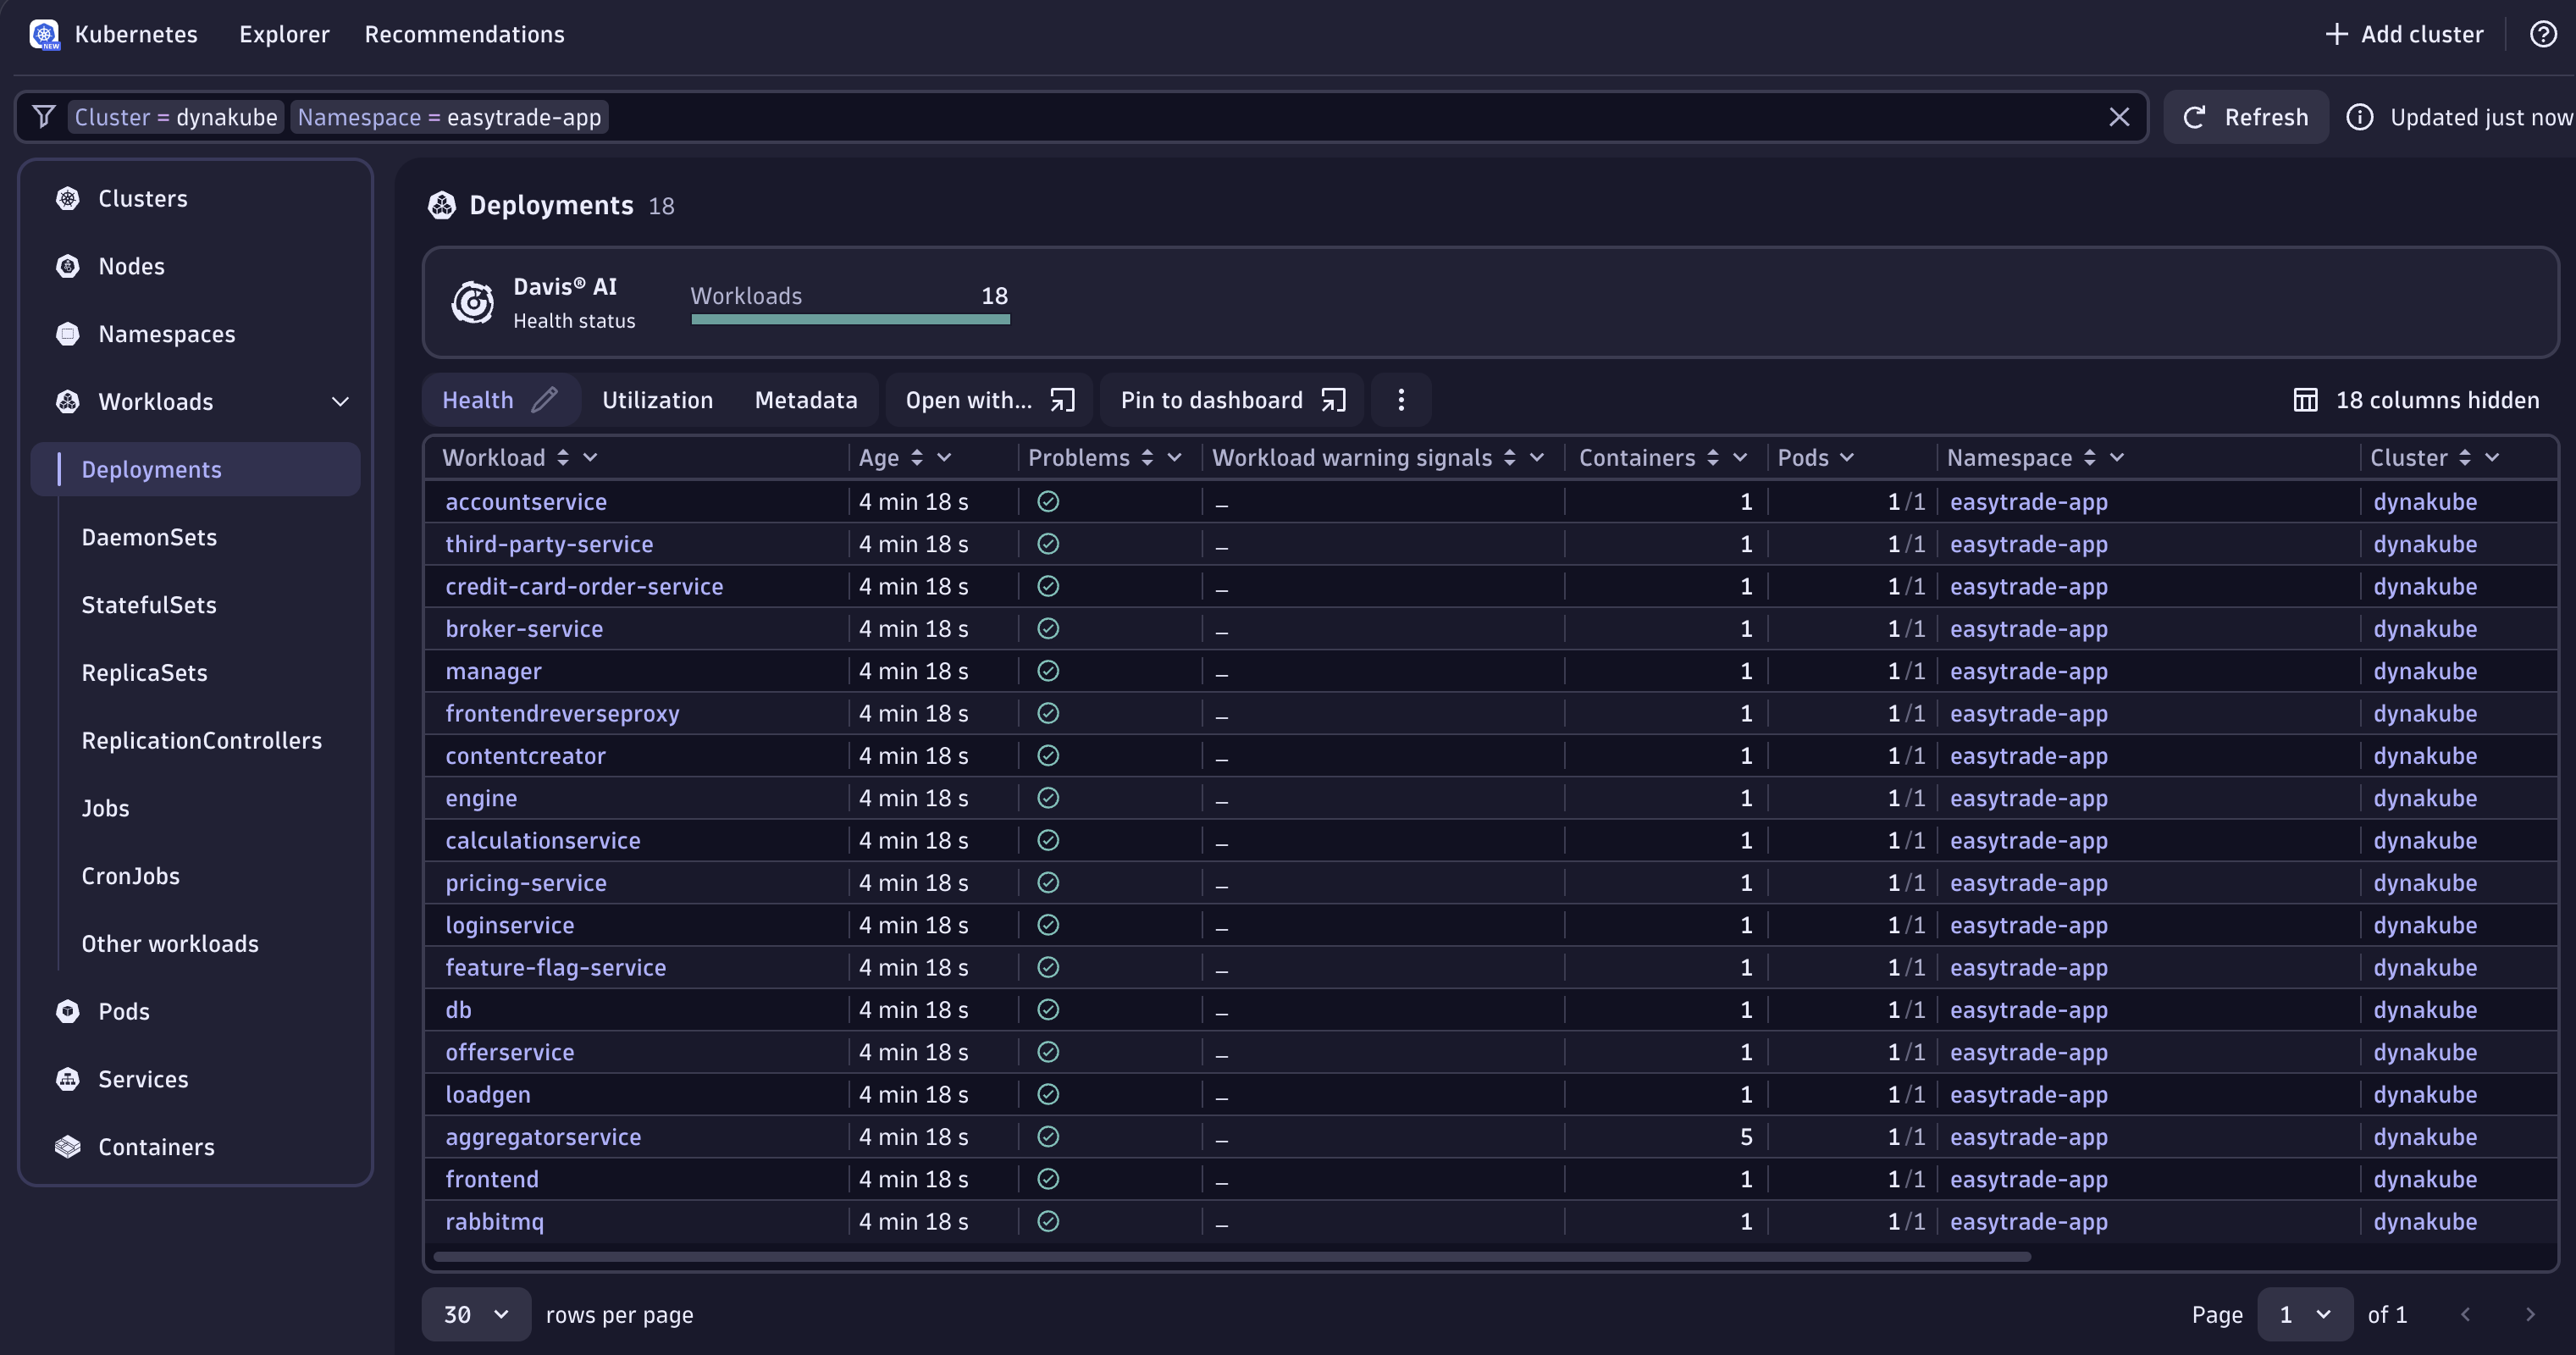 NEW Kubernetes Explorer Recommendations + Add cluster
Cluster = dynakube Namespace = easytrade-app Refresh Updated just now
Clusters
Nodes
Namespaces
Workloads
Deployments
DaemonSets
StatefulSets
ReplicaSets
ReplicationControllers
Jobs
CronJobs
Other workloads
Pods
Services
Containers
Deployments 18
Davis® AI
Health status
Workloads 18
Health Utilization Metadata Open with... Pin to dashboard 18 columns hidden
Workload Age Problems Workload warning signals Containers Pods Namespace Cluster
accountservice 4 min 18 s – 1 1/1 easytrade-app dynakube
third-party-service 4 min 18 s – 1 1/1 easytrade-app dynakube
credit-card-order-service 4 min 18 s – 1 1/1 easytrade-app dynakube
broker-service 4 min 18 s – 1 1/1 easytrade-app dynakube
manager 4 min 18 s – 1 1/1 easytrade-app dynakube
frontendreverseproxy 4 min 18 s – 1 1/1 easytrade-app dynakube
contentcreator 4 min 18 s – 1 1/1 easytrade-app dynakube
engine 4 min 18 s – 1 1/1 easytrade-app dynakube
calculationservice 4 min 18 s – 1 1/1 easytrade-app dynakube
pricing-service 4 min 18 s – 1 1/1 easytrade-app dynakube
loginservice 4 min 18 s – 1 1/1 easytrade-app dynakube
feature-flag-service 4 min 18 s – 1 1/1 easytrade-app dynakube
db 4 min 18 s – 1 1/1 easytrade-app dynakube
offerservice 4 min 18 s – 1 1/1 easytrade-app dynakube
loadgen 4 min 18 s – 1 1/1 easytrade-app dynakube
aggregatorservice 4 min 18 s – 5 1/1 easytrade-app dynakube
frontend 4 min 18 s – 1 1/1 easytrade-app dynakube
rabbitmq 4 min 18 s – 1 1/1 easytrade-app dynakube
30 rows per page Page 1 of 1